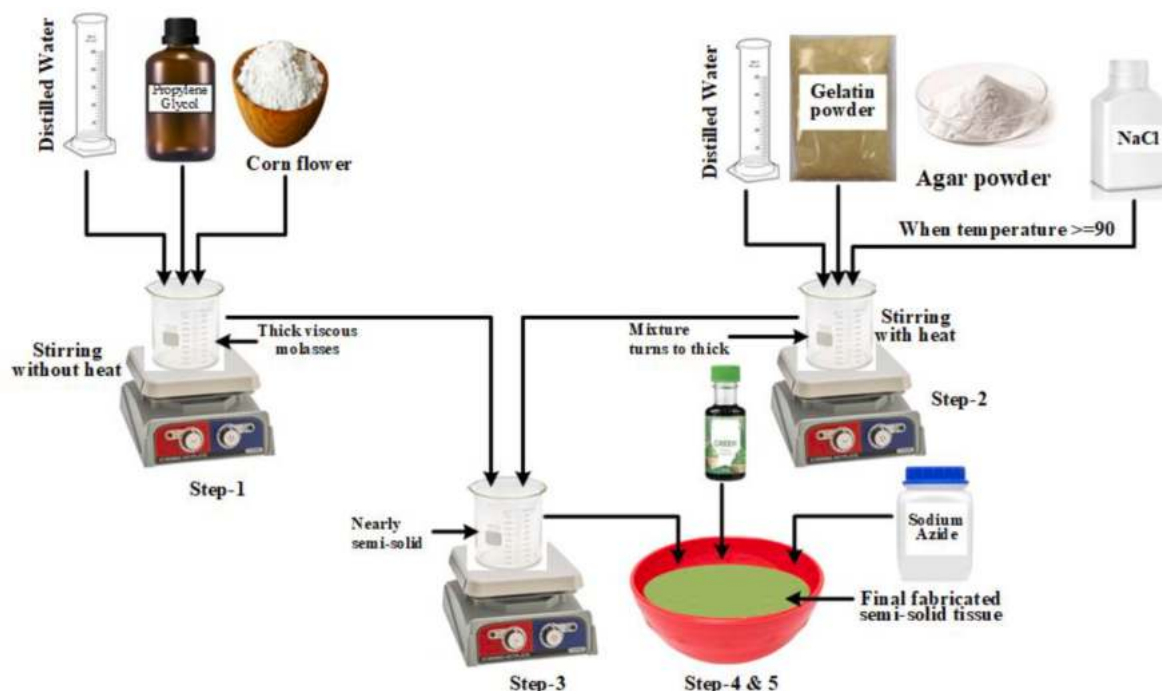 Distilled Water
Propylene
Glycol
Corn flower
Distilled Water
Gelatin
powder
Agar powder
NaCl
When temperature >=90
Stirring
without heat
Thick viscous
molasses
Mixture
turns to thick
Stirring
with heat
Step-1
Step-2
GREEN
Nearly
semi-solid
Sodium
Azide
Final fabricated
semi-solid tissue
Step-3
Step-4 & 5